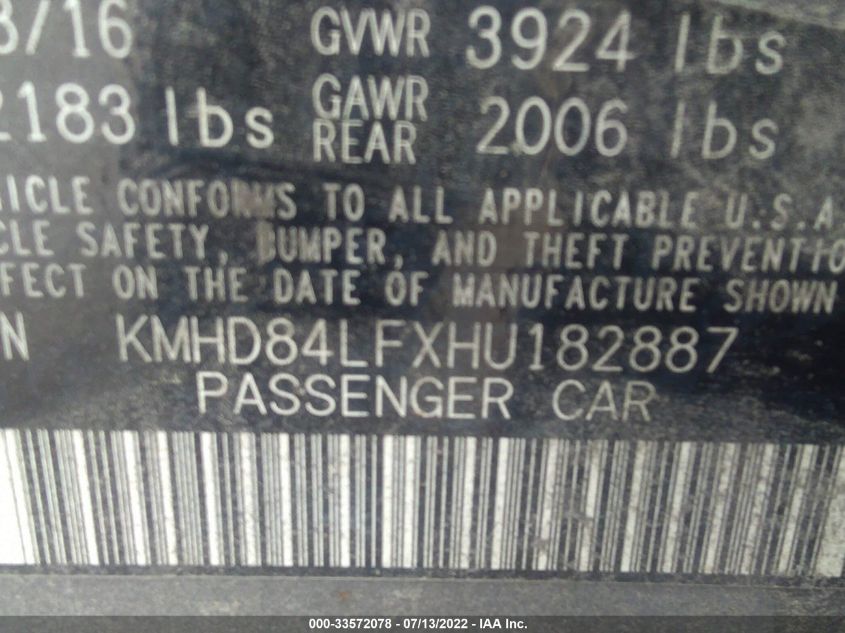 3/16 GVWR 3924 lbs
2183 lbs GAWR REAR 2006 lbs
ICLE CONFORMS TO ALL APPLICABLE U.S.A
CLE SAFETY, BUMPER, AND THEFT PREVENTIO
FECT ON THE DATE OF MANUFACTURE SHOWN
N KMHD84LFXHU182887
PASSENGER CAR
000-33572078 - 07/13/2022 - IAA Inc.